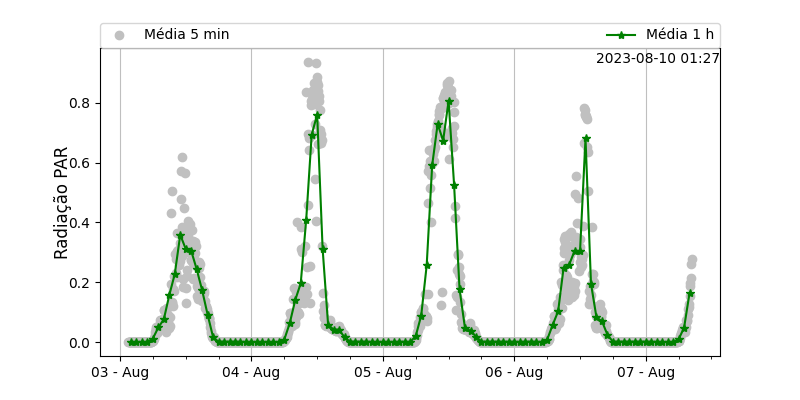 Média 5 min
Média 1 h
2023-08-10 01:27
Radiação PAR
0.8
0.6
0.4
0.2
0.0
03 - Aug
04 - Aug
05 - Aug
06 - Aug
07 - Aug